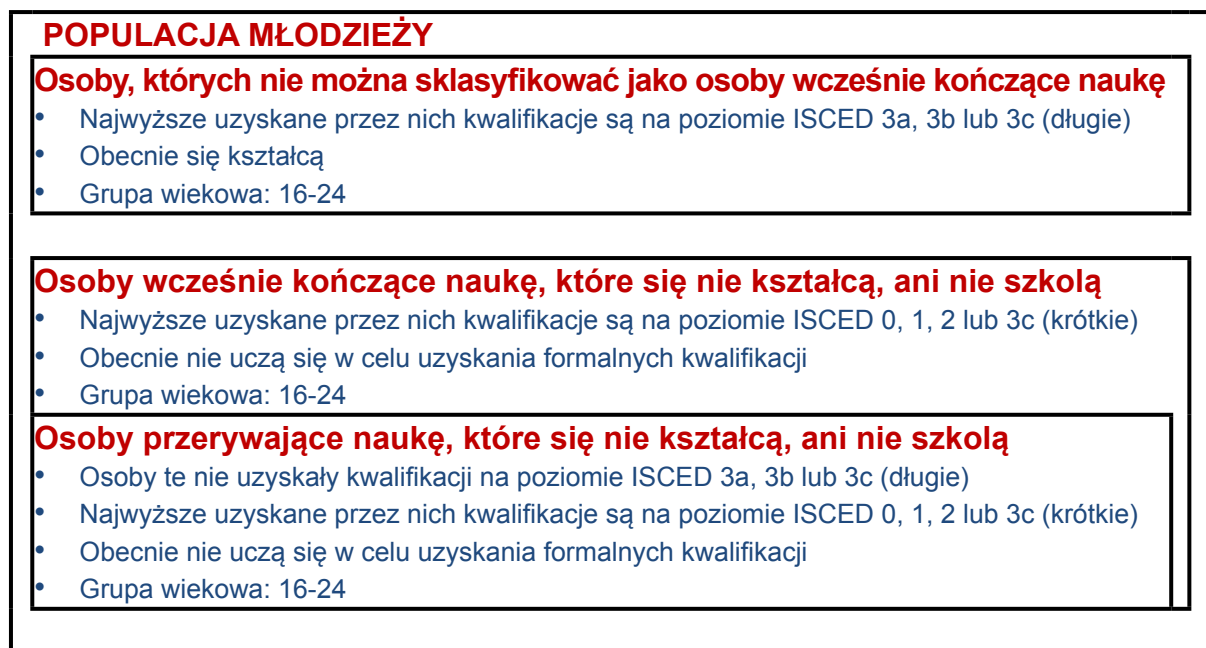 POPULACJA MŁODZIEŻY
Osoby, których nie można sklasyfikować jako osoby wcześnie kończące naukę
• Najwyższe uzyskane przez nich kwalifikacje są na poziomie ISCED 3a, 3b lub 3c (długie)
• Obecnie się kształcą
• Grupa wiekowa: 16-24
Osoby wcześnie kończące naukę, które się nie kształcą, ani nie szkolą
• Najwyższe uzyskane przez nich kwalifikacje są na poziomie ISCED 0, 1, 2 lub 3c (krótkie)
• Obecnie nie uczą się w celu uzyskania formalnych kwalifikacji
• Grupa wiekowa: 16-24
Osoby przerywające naukę, które się nie kształcą, ani nie szkolą
• Osoby te nie uzyskały kwalifikacji na poziomie ISCED 3a, 3b lub 3c (długie)
• Najwyższe uzyskane przez nich kwalifikacje są na poziomie ISCED 0, 1, 2 lub 3c (krótkie)
• Obecnie nie uczą się w celu uzyskania formalnych kwalifikacji
• Grupa wiekowa: 16-24